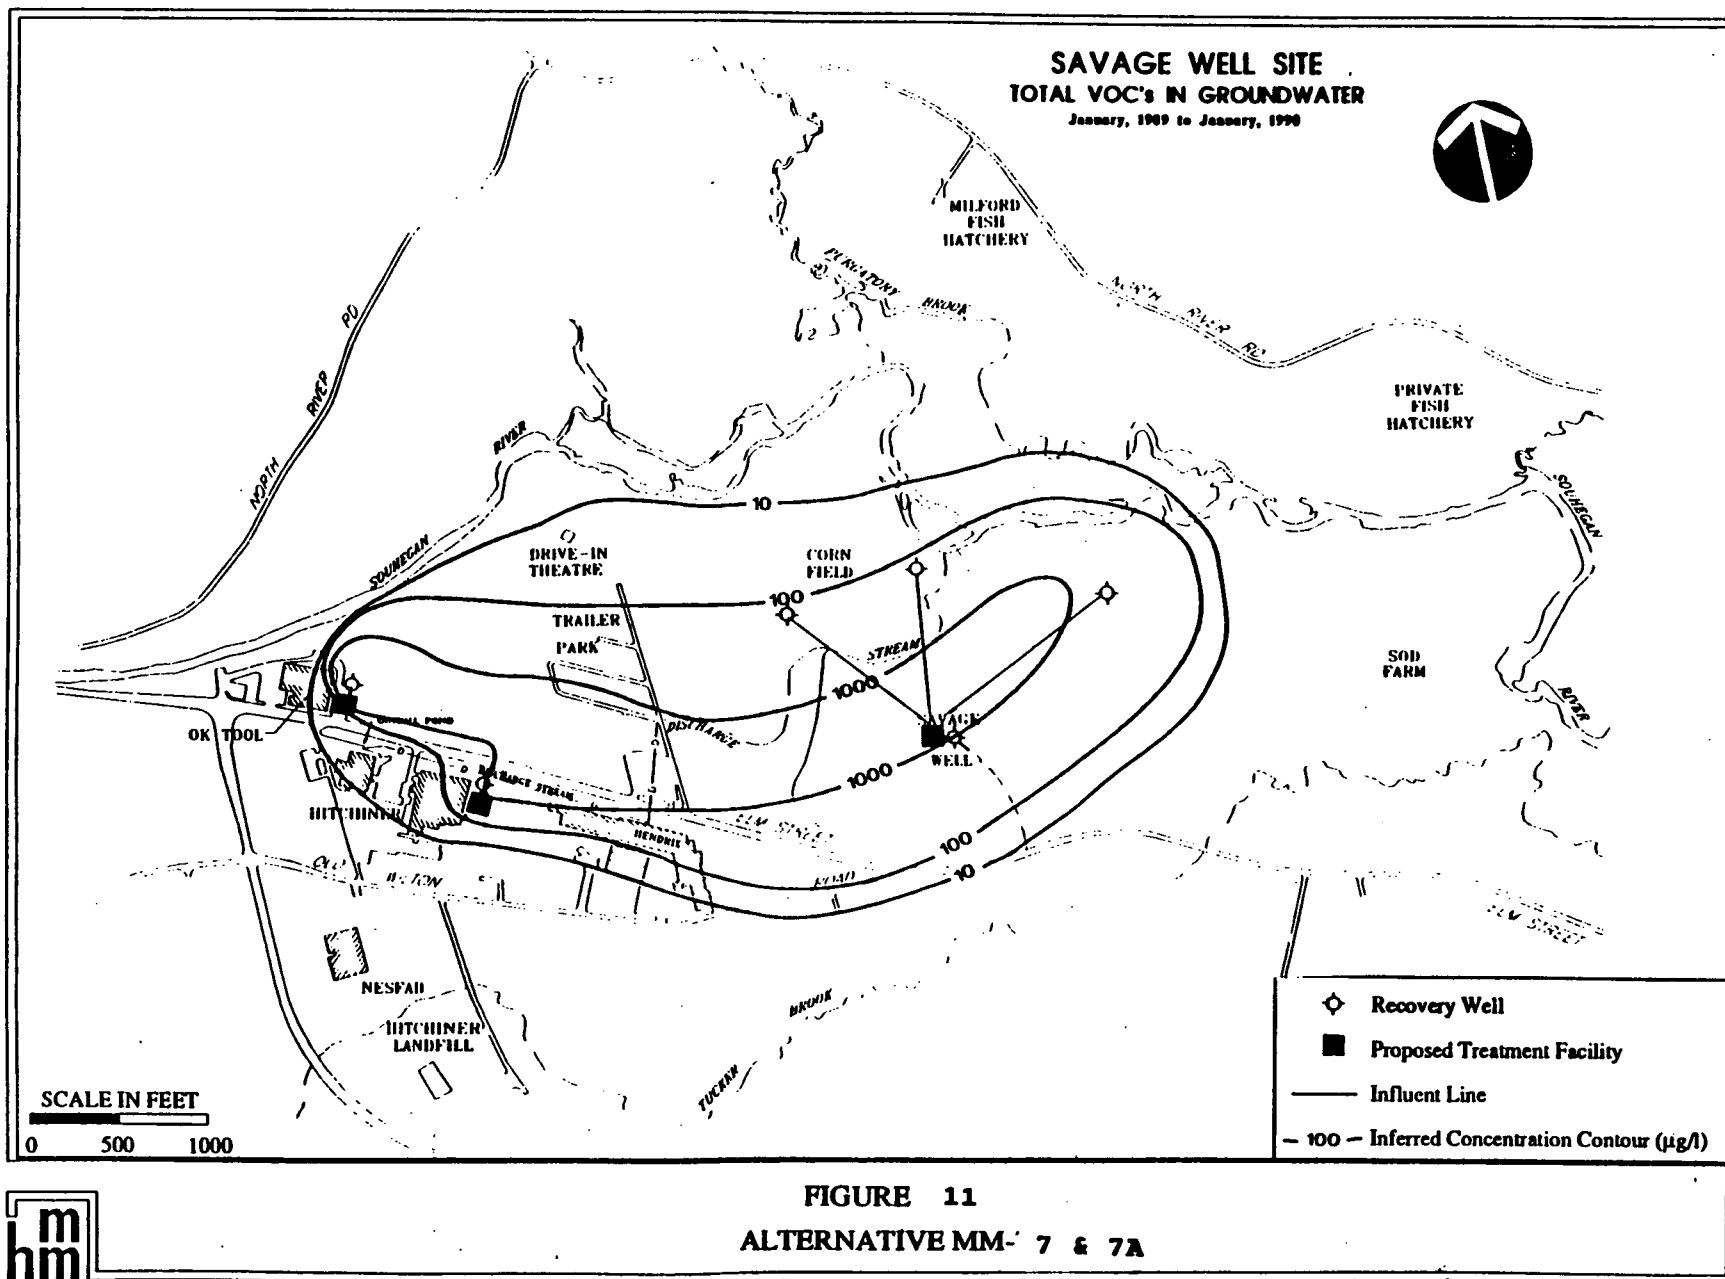 SAVAGE WELL SITE
TOTAL VOC's IN GROUNDWATER
January, 1989 to January, 1990
MILFORD
FISH
HATCHERY
PURGATORY
BROOK
NORTH
RIVER
RD
NORTH
RIVER
RD
PRIVATE
FISH
HATCHERY
RIVER
SOUHEGAN
SOUHEGAN
RIVER
10
DRIVE-IN
THEATRE
CORN
FIELD
100
TRAILER
PARK
STREAM
1000
SOD
FARM
OK TOOL
DISCHARGE
WELL
1000
STREAM
HITCHINER
HENDRIX
ELM STREET
100
10
ROAD
ELM STREET
NESFAB
HITCHINER
LANDFILL
BROOK
TUCKER
SCALE IN FEET
0 500 1000
Recovery Well
Proposed Treatment Facility
Influent Line
– 100 – Inferred Concentration Contour (µg/l)
FIGURE 11
ALTERNATIVE MM- 7 & 7A
m
hm